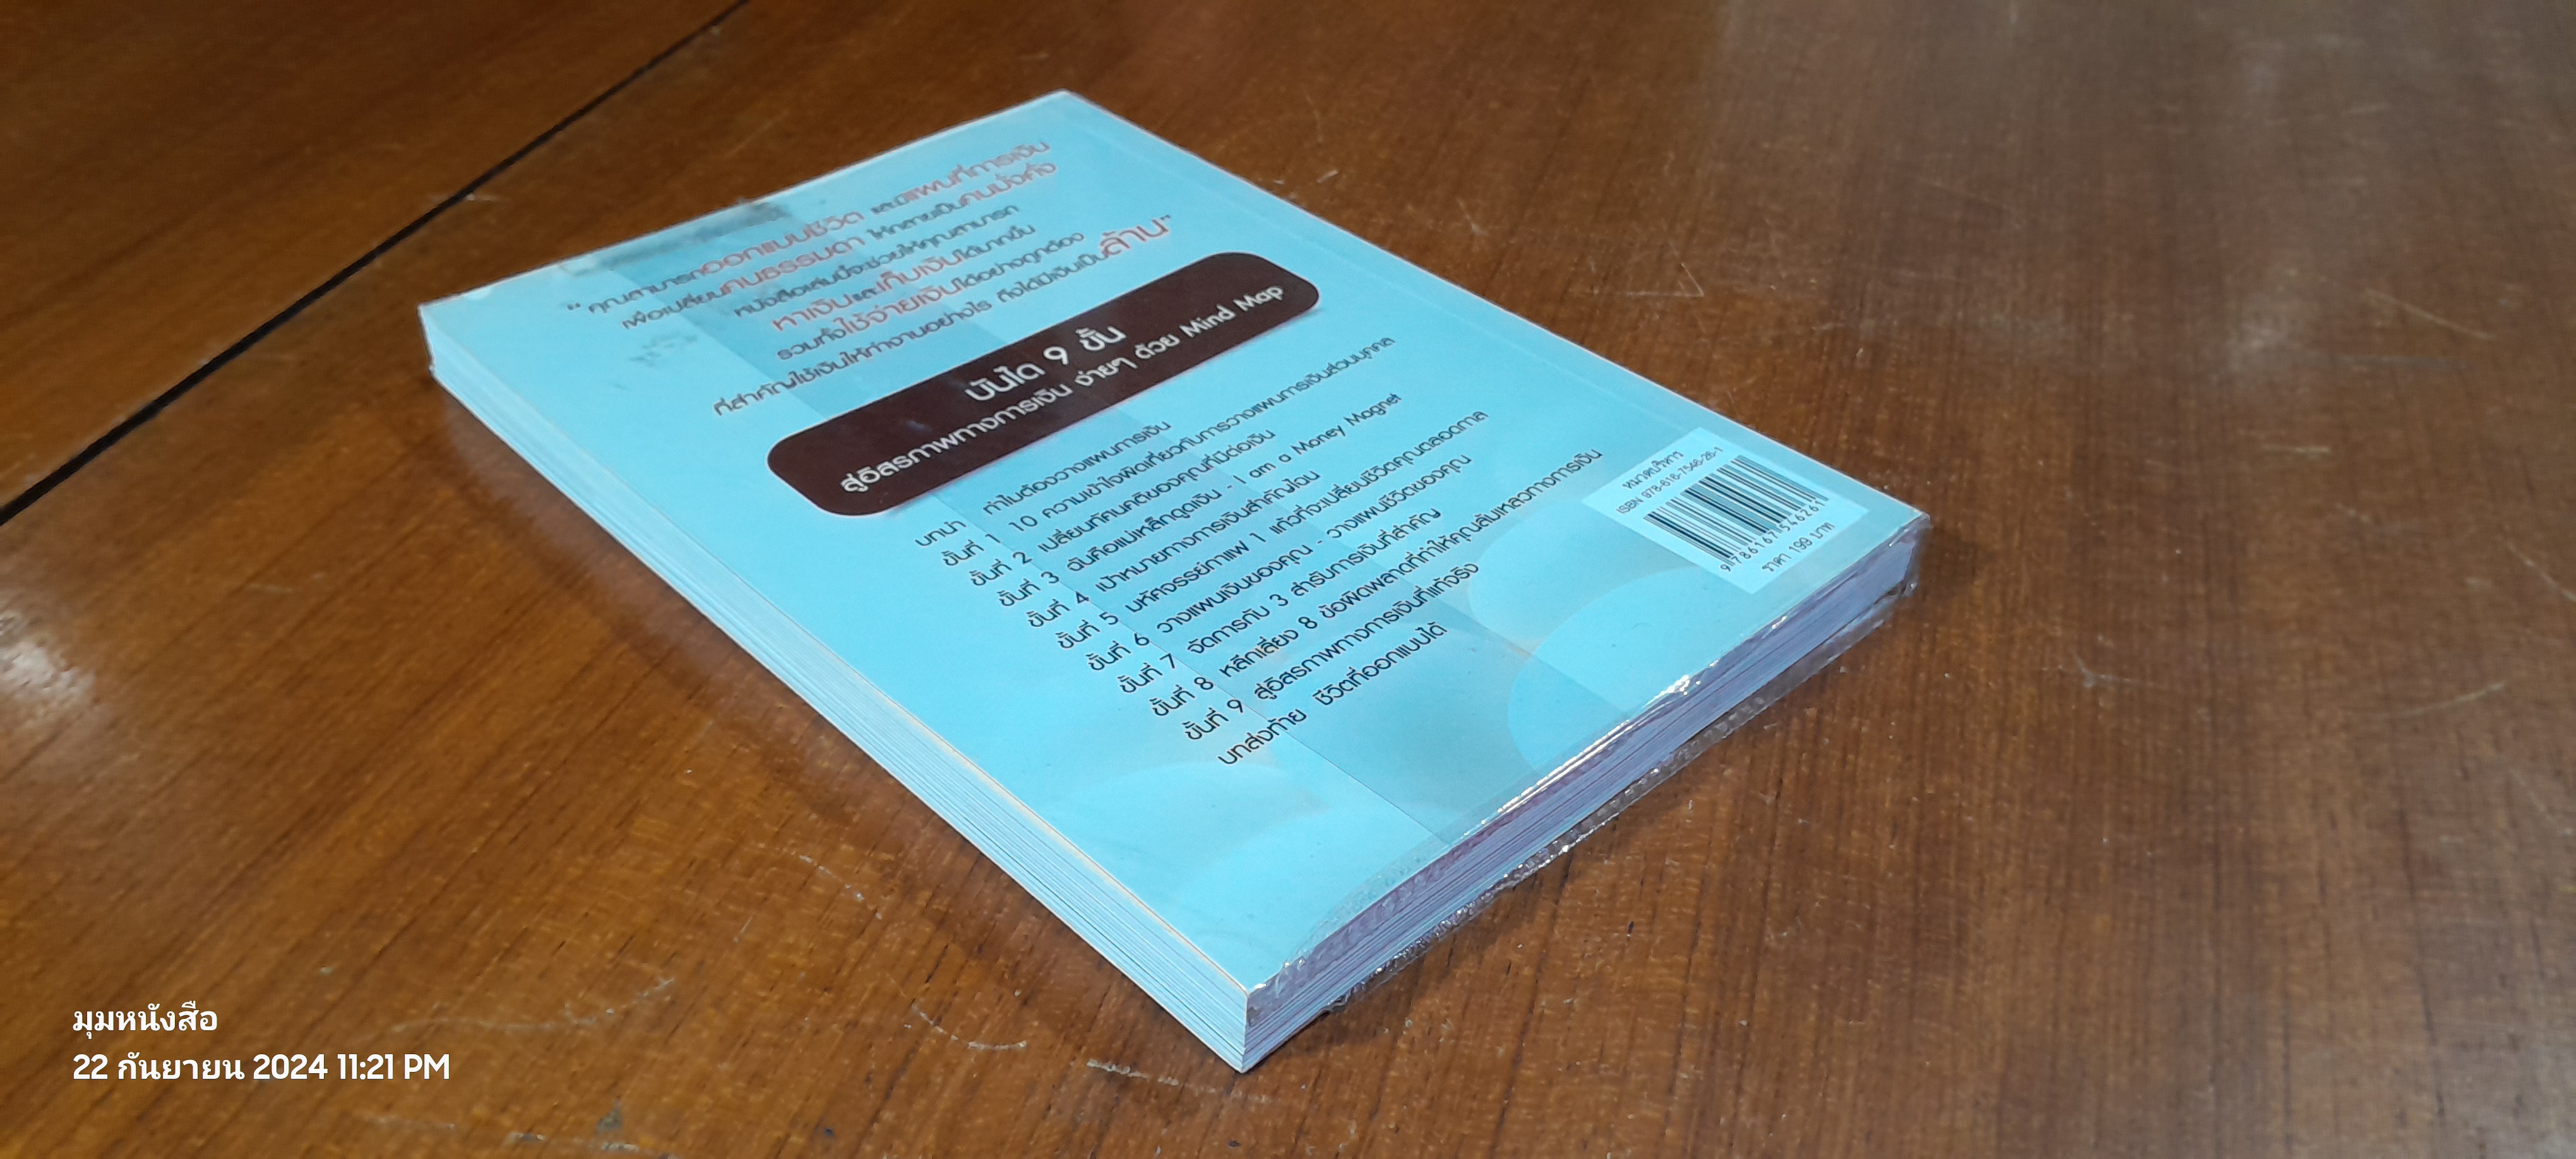 “คุณสามารถออกแบบชีวิต และมีแผนที่การเงิน
เพื่อเปลี่ยนคนธรรมดา ให้กลายเป็นคนมั่งคั่ง
หนังสือเล่มนี้จะช่วยให้คุณสามารถ
หาเงินและเก็บเงินได้มากขึ้น
รวมทั้งใช้จ่ายเงินได้อย่างถูกต้อง
ที่สำคัญใช้เงินให้ทำงานอย่างไร ถึงได้มีเงินเป็นล้าน”
บันได 9 ขั้น
สู่อิสรภาพทางการเงิน ง่ายๆ ด้วย Mind Map
บทนำ ทำไมต้องวางแผนการเงิน
ขั้นที่ 1 10 ความเข้าใจผิดเกี่ยวกับการวางแผนการเงินส่วนบุคคล
ขั้นที่ 2 เปลี่ยนทัศนคติของคุณที่มีต่อเงิน
ขั้นที่ 3 ฉันคือแม่เหล็กดูดเงิน - I am a Money Magnet
ขั้นที่ 4 เป้าหมายทางการเงินสำคัญไฉน
ขั้นที่ 5 มหัศจรรย์กาแฟ 1 แก้วที่จะเปลี่ยนชีวิตคุณตลอดกาล
ขั้นที่ 6 วางแผนเงินของคุณ - วางแผนชีวิตของคุณ
ขั้นที่ 7 จัดการกับ 3 สำรับการเงินที่สำคัญ
ขั้นที่ 8 หลีกเลี่ยง 8 ข้อผิดพลาดที่ทำให้คุณล้มเหลวทางการเงิน
ขั้นที่ 9 สู่อิสรภาพทางการเงินที่แท้จริง
บทส่งท้าย ชีวิตที่ออกแบบได้
หมวดบริหาร
ISBN 978-616-7546-26-1
9 786167 546261
ราคา 199 บาท
มุมหนังสือ
22 กันยายน 2024 11:21 PM